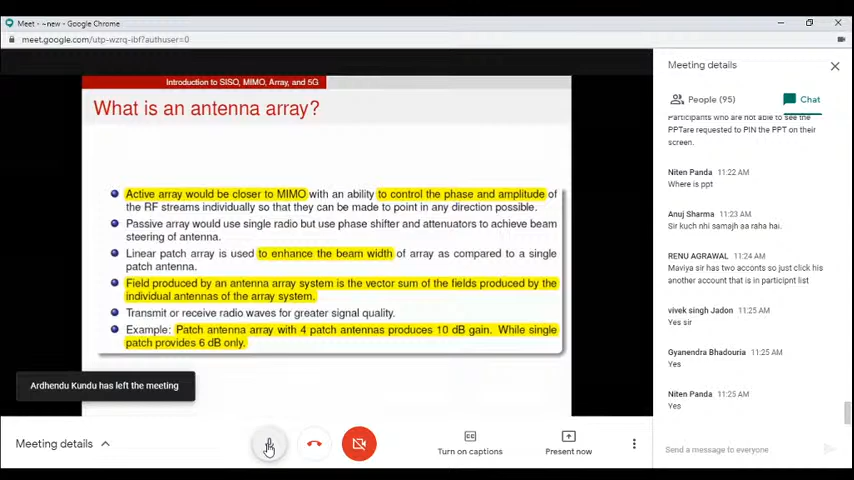 Meet - ~new - Google Chrome
meet.google.com/utp-wzrq-ibf?authuser=0
Introduction to SISO, MIMO, Array, and 5G
What is an antenna array?
Active array would be closer to MIMO with an ability to control the phase and amplitude of
the RF streams individually so that they can be made to point in any direction possible.
Passive array would use single radio but use phase shifter and attenuators to achieve beam
steering of antenna.
Linear patch array is used to enhance the beam width of array as compared to a single
patch antenna.
Field produced by an antenna array system is the vector sum of the fields produced by the
individual antennas of the array system.
Transmit or receive radio waves for greater signal quality.
Example: Patch antenna array with 4 patch antennas produces 10 dB gain. While single
patch provides 6 dB only.
Ardhendu Kundu has left the meeting
Meeting details
Turn on captions
Present now
Meeting details
People (95)
Chat
Participants who are not able to see the
PPTare requested to PIN the PPT on their
screen.
Niten Panda 11:22 AM
Where is ppt
Anuj Sharma 11:23 AM
Sir kuch nhi samajh aa raha hai.
RENU AGRAWAL 11:24 AM
Maviya sir has two acconts so just click his
another account that is in participnt list
vivek singh Jadon 11:25 AM
Yes sir
Gyanendra Bhadouria 11:25 AM
Yes
Niten Panda 11:25 AM
Yes
Send a message to everyone